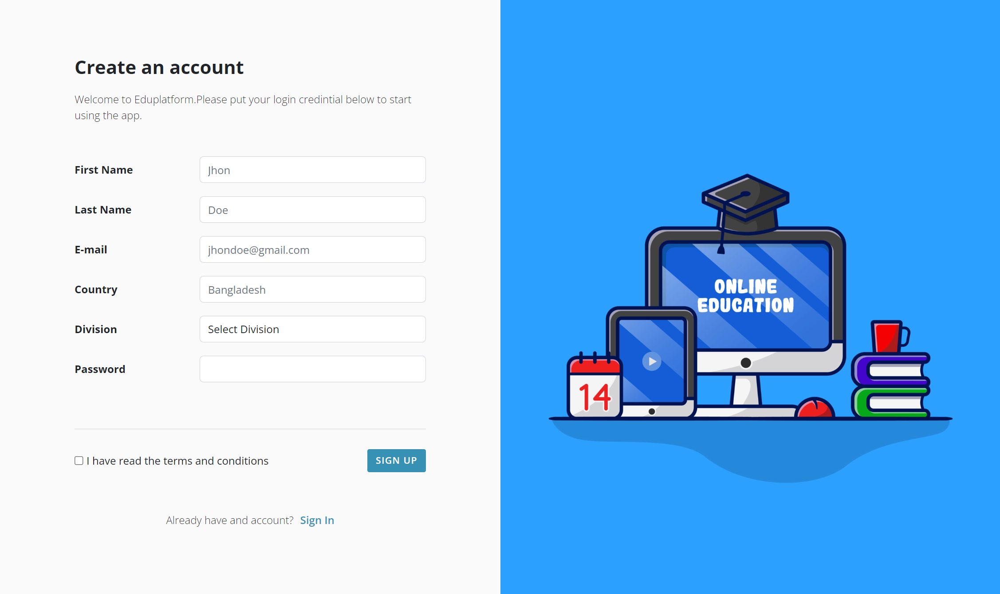 Create an account
Welcome to Eduplatform.Please put your login credintial below to start
using the app.
First Name
Jhon
Last Name
Doe
E-mail
jhondoe@gmail.com
Country
Bangladesh
Division
Select Division
Password
I have read the terms and conditions
SIGN UP
Already have and account? Sign In
ONLINE
EDUCATION
14